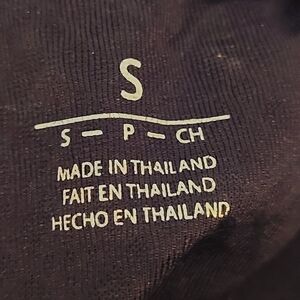 S
S – P – CH
MADE IN THAILAND
FAIT EN THAILAND
HECHO EN THAILAND